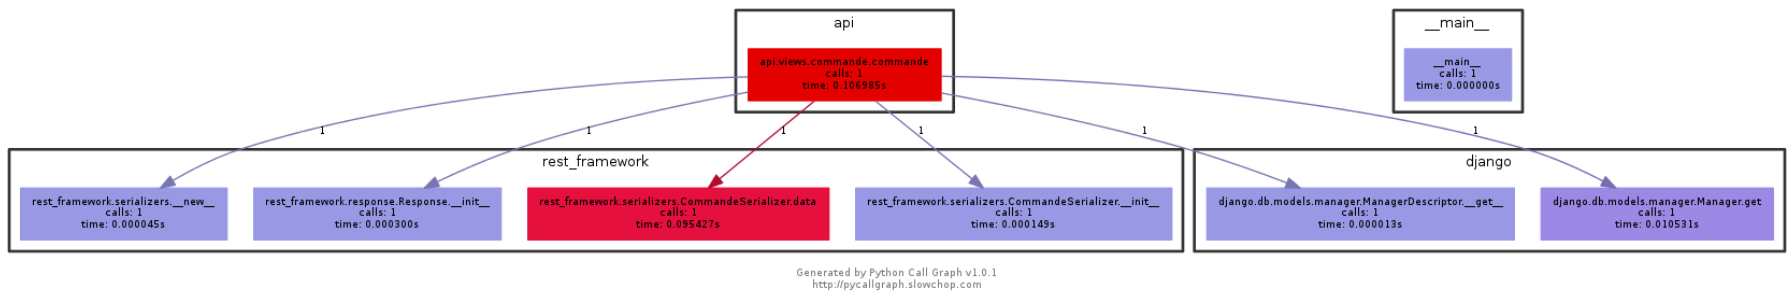 api
__main__
api.views.commande.commande
calls: 1
time: 0.106985s
__main__
calls: 1
time: 0.000000s
1
1
1
1
1
1
rest_framework
django
rest_framework.serializers.__new__
calls: 1
time: 0.000045s
rest_framework.response.Response.__init__
calls: 1
time: 0.000300s
rest_framework.serializers.CommandeSerializer.data
calls: 1
time: 0.095427s
rest_framework.serializers.CommandeSerializer.__init__
calls: 1
time: 0.000149s
django.db.models.manager.ManagerDescriptor.__get__
calls: 1
time: 0.000013s
django.db.models.manager.Manager.get
calls: 1
time: 0.010531s
Generated by Python Call Graph v1.0.1
http://pycallgraph.slowchop.com